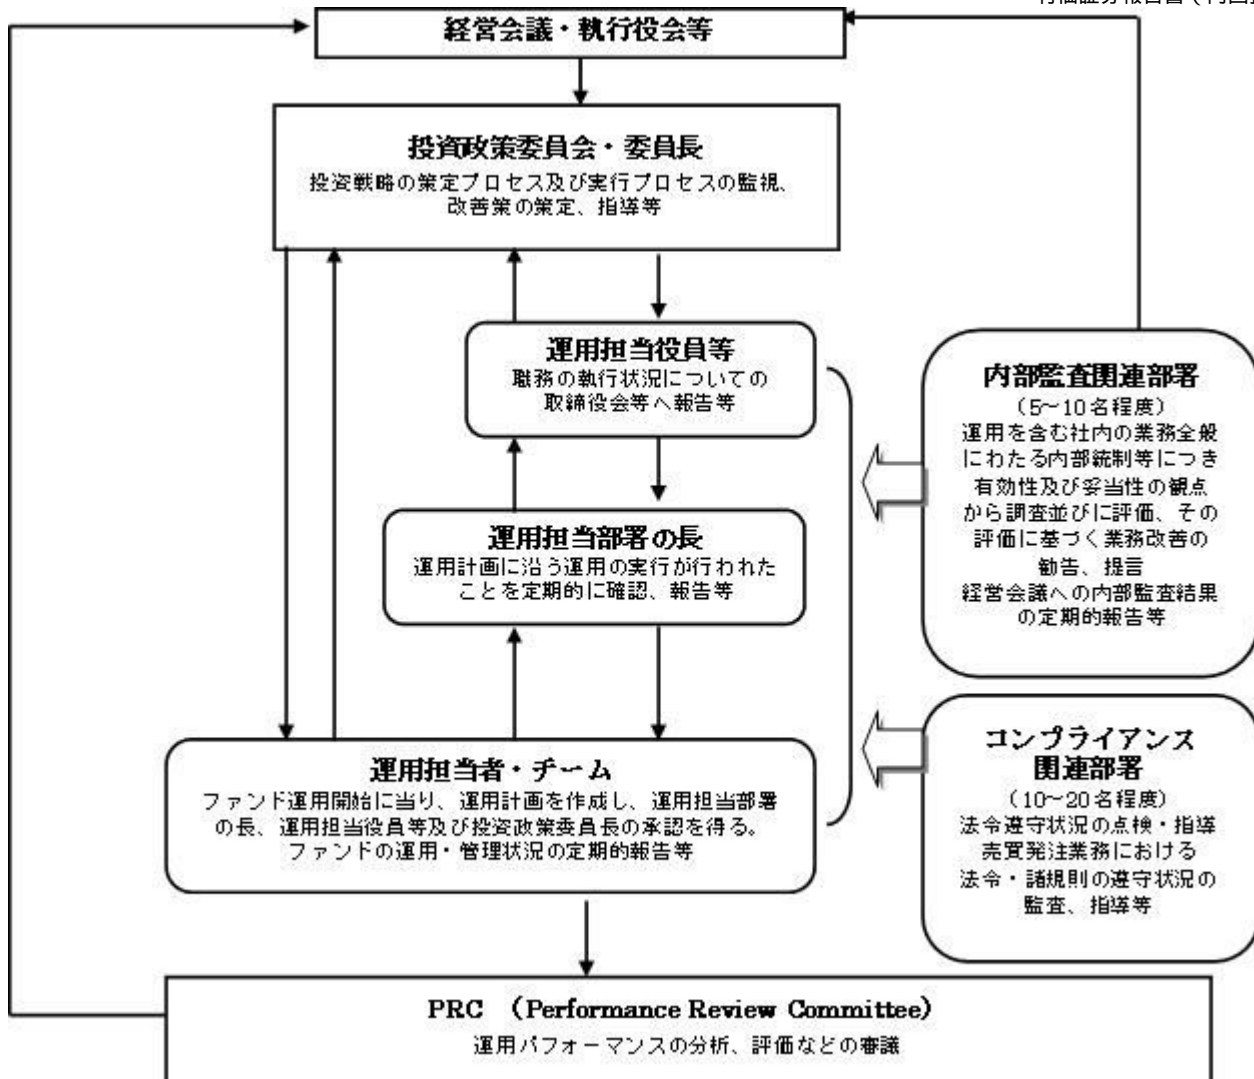 経営会議・執行役会等
投資政策委員会・委員長
投資戦略の策定プロセス及び実行プロセスの監視、
改善策の策定、指導等
運用担当役員等
職務の執行状況についての
取締役会等へ報告等
運用担当部署の長
運用計画に沿う運用の実行が行われた
ことを定期的に確認、報告等
運用担当者・チーム
ファンド運用開始に当り、運用計画を作成し、運用担当部署
の長、運用担当役員等及び投資政策委員長の承認を得る。
ファンドの運用・管理状況の定期的報告等
内部監査関連部署
（5～10名程度）
運用を含む社内の業務全般
にわたる内部統制等につき
有効性及び妥当性の観点
から調査並びに評価、その
評価に基づく業務改善の
勧告、提言
経営会議への内部監査結果
の定期的報告等
コンプライアンス
関連部署
（10～20名程度）
法令遵守状況の点検・指導
売買発注業務における
法令・諸規則の遵守状況の
監査、指導等
PRC （Performance Review Committee）
運用パフォーマンスの分析、評価などの審議